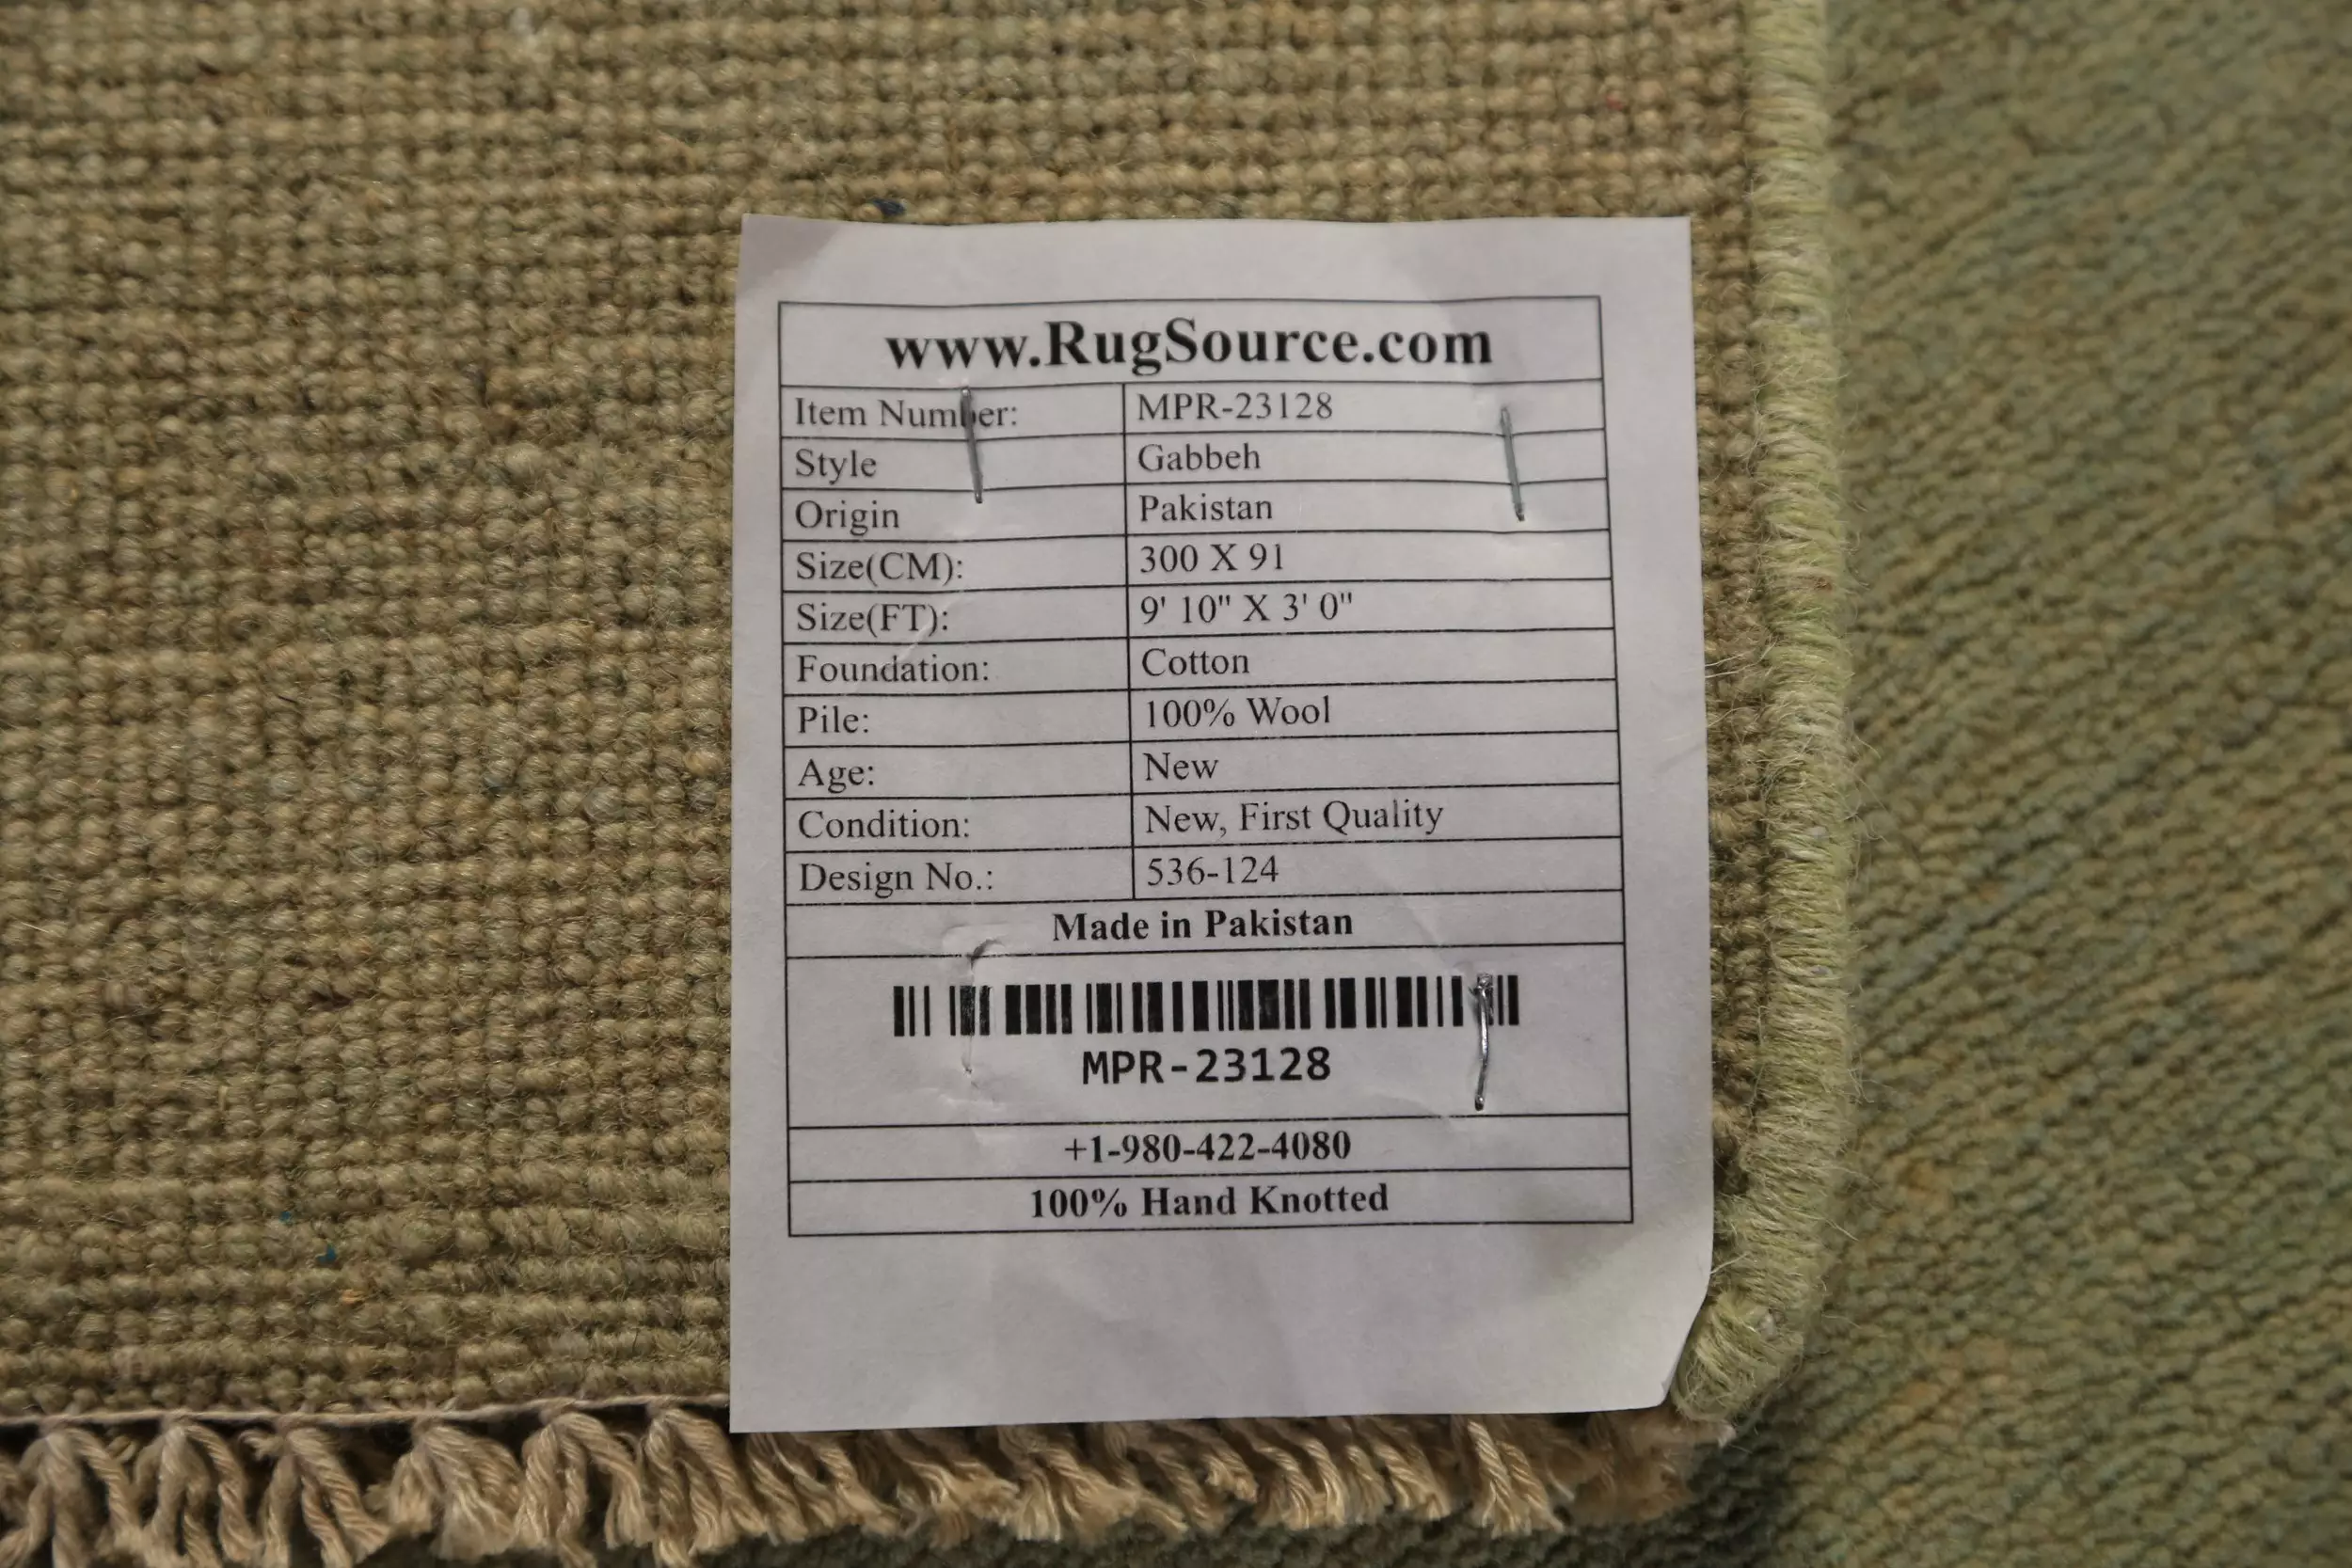 www.RugSource.com
Item Number: MPR-23128
Style Gabbeh
Origin Pakistan
Size(CM): 300 X 91
Size(FT): 9' 10" X 3' 0"
Foundation: Cotton
Pile: 100% Wool
Age: New
Condition: New, First Quality
Design No.: 536-124
Made in Pakistan
MPR-23128
+1-980-422-4080
100% Hand Knotted